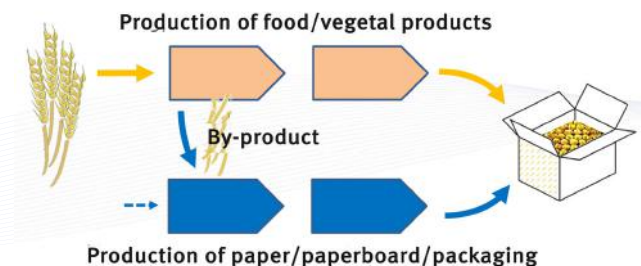 Production of food/vegetal products
By-product
Production of paper/paperboard/packaging